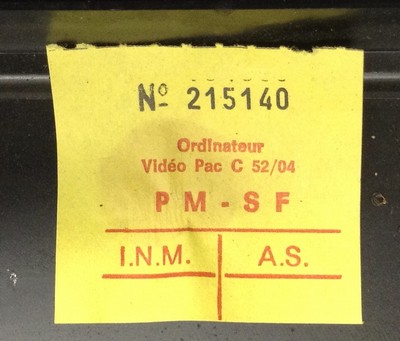 Nº 215140
Ordinateur
Vidéo Pac C 52/04
PM-SF
I.N.M. A.S.